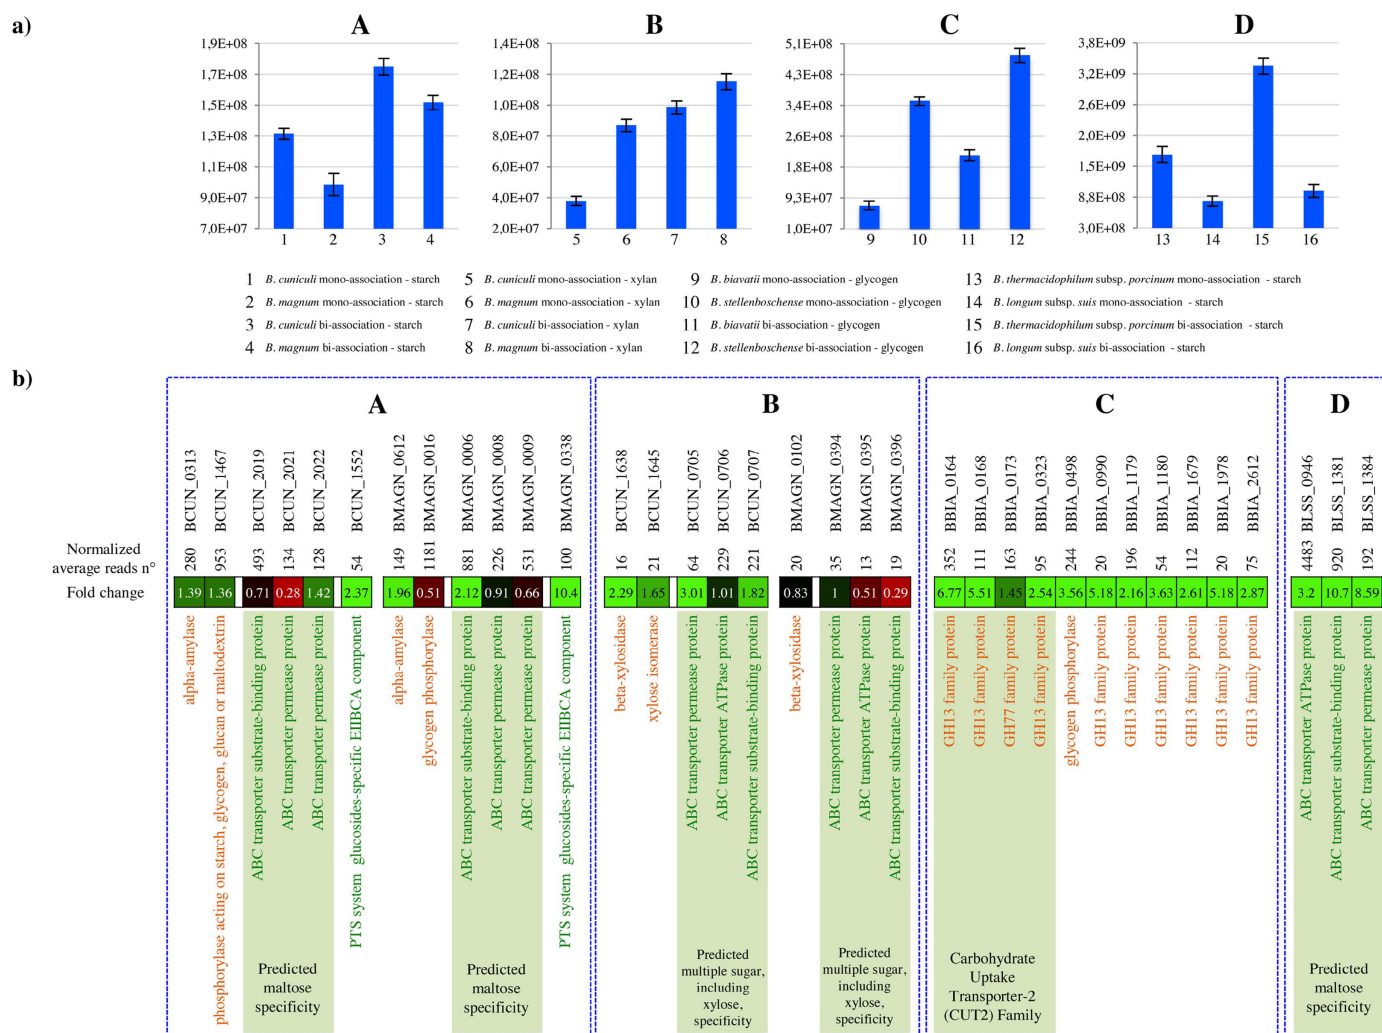 a)
A
B
C
D
1,9E+08
1,7E+08
1,5E+08
1,3E+08
1,1E+08
9,0E+07
7,0E+07
1 2 3 4
1,4E+08
1,2E+08
1,0E+08
8,0E+07
6,0E+07
4,0E+07
2,0E+07
5 6 7 8
5,1E+08
4,3E+08
3,4E+08
2,6E+08
1,8E+08
9,3E+07
1,0E+07
9 10 11 12
3,8E+09
3,2E+09
2,6E+09
2,0E+09
1,5E+09
8,8E+08
3,0E+08
13 14 15 16
1 B. cuniculi mono-association - starch
2 B. magnum mono-association - starch
3 B. cuniculi bi-association - starch
4 B. magnum bi-association - starch
5 B. cuniculi mono-association - xylan
6 B. magnum mono-association - xylan
7 B. cuniculi bi-association - xylan
8 B. magnum bi-association - xylan
9 B. biavatii mono-association - glycogen
10 B. stellenboschense mono-association - glycogen
11 B. biavatii bi-association - glycogen
12 B. stellenboschense bi-association - glycogen
13 B. thermacidophilum subsp. porcinum mono-association - starch
14 B. longum subsp. suis mono-association - starch
15 B. thermacidophilum subsp. porcinum bi-association - starch
16 B. longum subsp. suis bi-association - starch
b)
Normalized
average reads n°
Fold change
A
BCUN_0313
BCUN_1467
BCUN_2019
BCUN_2021
BCUN_2022
BCUN_1552
BMAGN_0612
BMAGN_0016
BMAGN_0006
BMAGN_0008
BMAGN_0009
BMAGN_0338
280 953 493 134 128 54 149 1181 881 226 531 100
1.39 1.36 0.71 0.28 1.42 2.37 1.96 0.51 2.12 0.91 0.66 10.4
alpha-amylase
phosphorylase acting on starch, glycogen, glucan or maltodextrin
ABC transporter substrate-binding protein
ABC transporter permease protein
ABC transporter permease protein
PTS system glucosides-specific EIIBCA component
alpha-amylase
glycogen phosphorylase
ABC transporter substrate-binding protein
ABC transporter permease protein
ABC transporter permease protein
PTS system glucosides-specific EIIBCA component
Predicted
maltose
specificity
Predicted
maltose
specificity
B
BCUN_1638
BCUN_1645
BCUN_0705
BCUN_0706
BCUN_0707
BMAGN_0102
BMAGN_0394
BMAGN_0395
BMAGN_0396
16 21 64 229 221 20 35 13 19
2.29 1.65 3.01 1.01 1.82 0.83 1 0.51 0.29
beta-xylosidase
xylose isomerase
ABC transporter permease protein
ABC transporter ATPase protein
ABC transporter substrate-binding protein
beta-xylosidase
ABC transporter permease protein
ABC transporter ATPase protein
ABC transporter substrate-binding protein
Predicted
multiple sugar,
including
xylose,
specificity
Predicted
multiple sugar,
including
xylose,
specificity
C
BBIA_0164
BBIA_0168
BBIA_0173
BBIA_0323
BBIA_0498
BBIA_0990
BBIA_1179
BBIA_1180
BBIA_1679
BBIA_1978
BBIA_2612
352 111 163 95 244 20 196 54 112 20 75
6.77 5.51 1.45 2.54 3.56 5.18 2.16 3.63 2.61 5.18 2.87
GH13 family protein
GH13 family protein
GH77 family protein
GH13 family protein
glycogen phosphorylase
GH13 family protein
GH13 family protein
GH13 family protein
GH13 family protein
GH13 family protein
GH13 family protein
Carbohydrate
Uptake
Transporter-2
(CUT2) Family
D
BLSS_0946
BLSS_1381
BLSS_1384
4483 920 192
3.2 10.7 8.59
ABC transporter ATPase protein
ABC transporter substrate-binding protein
ABC transporter permease protein
Predicted
maltose
specificity